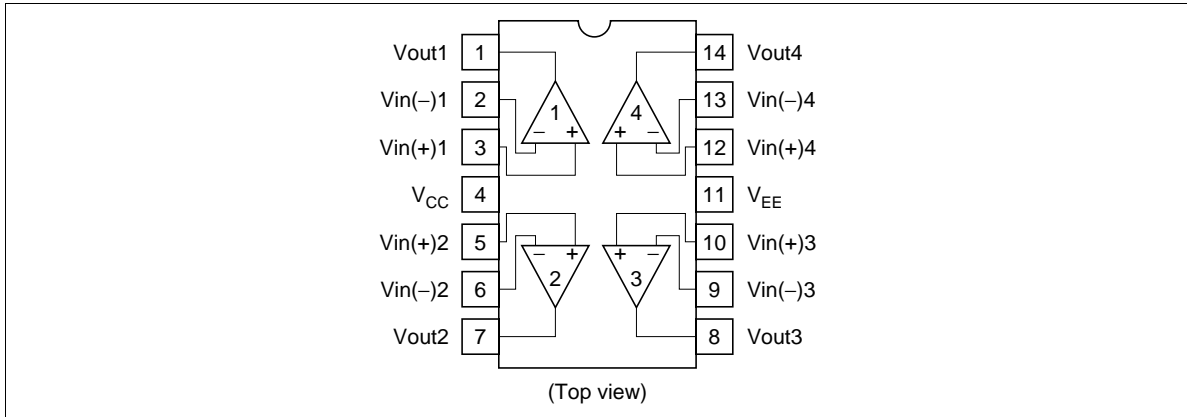 Vout1 1 14 Vout4
Vin(−)1 2 13 Vin(−)4
1 4
− + + −
Vin(+)1 3 12 Vin(+)4
VCC 4 11 VEE
Vin(+)2 5 10 Vin(+)3
− + + −
2 3
Vin(−)2 6 9 Vin(−)3
Vout2 7 8 Vout3
(Top view)